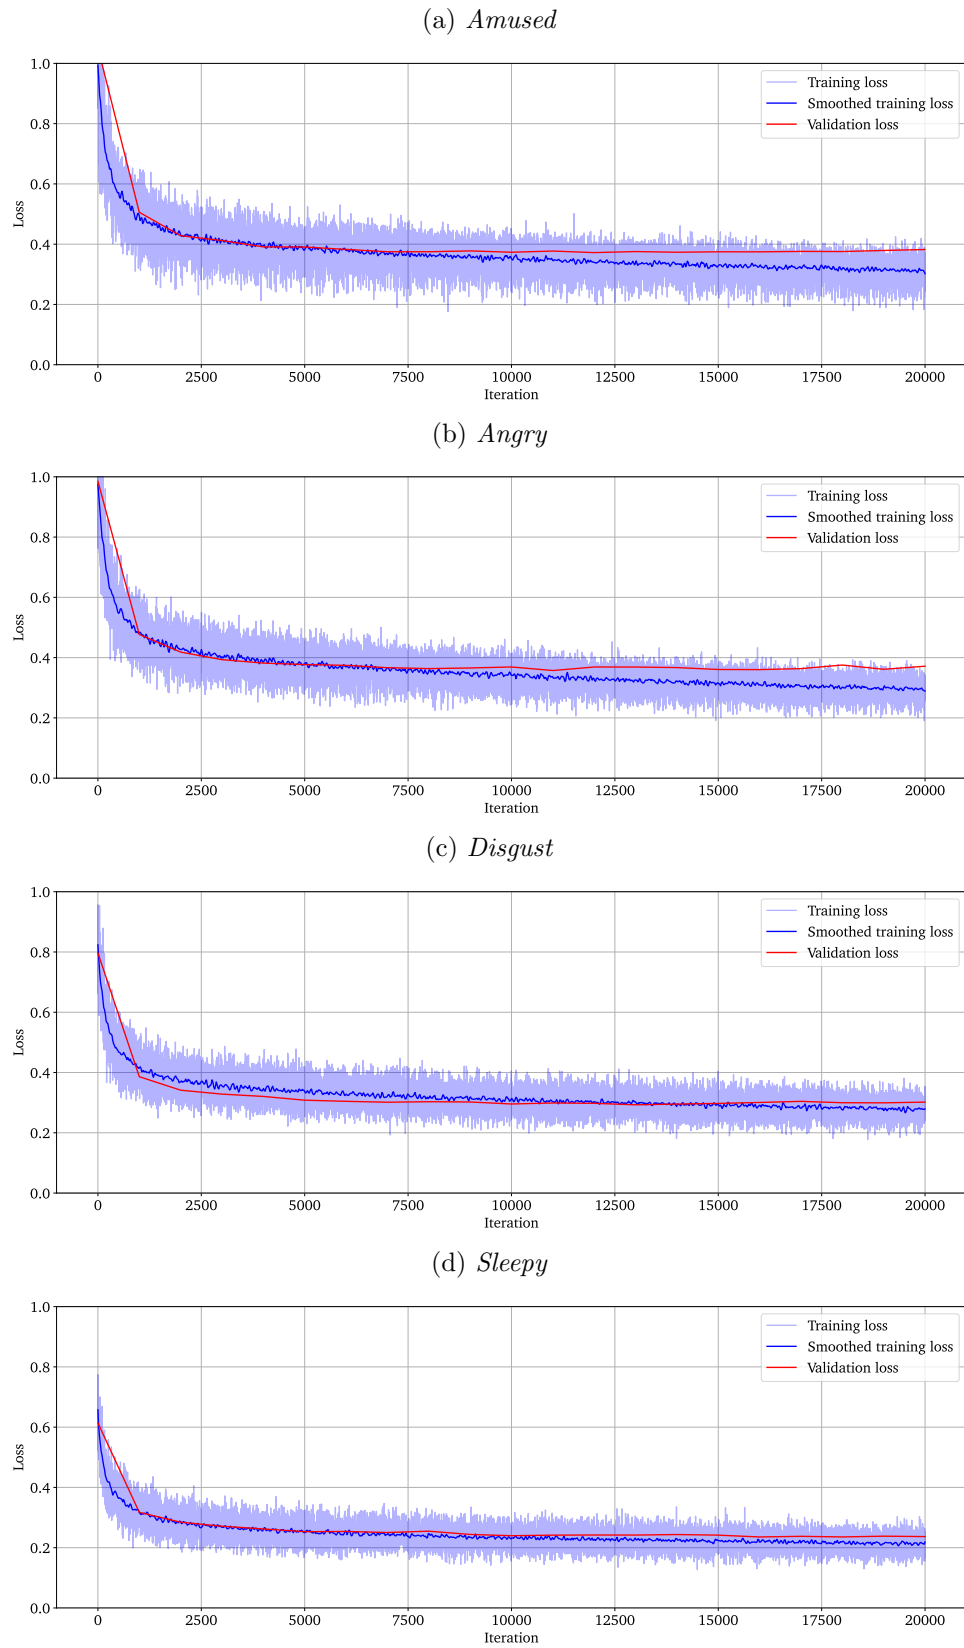 (a) Amused
1.0
0.8
0.6
0.4
0.2
0.0
Loss
Training loss
Smoothed training loss
Validation loss
0 2500 5000 7500 10000 12500 15000 17500 20000
Iteration
(b) Angry
1.0
0.8
0.6
0.4
0.2
0.0
Loss
Training loss
Smoothed training loss
Validation loss
0 2500 5000 7500 10000 12500 15000 17500 20000
Iteration
(c) Disgust
1.0
0.8
0.6
0.4
0.2
0.0
Loss
Training loss
Smoothed training loss
Validation loss
0 2500 5000 7500 10000 12500 15000 17500 20000
Iteration
(d) Sleepy
1.0
0.8
0.6
0.4
0.2
0.0
Loss
Training loss
Smoothed training loss
Validation loss
0 2500 5000 7500 10000 12500 15000 17500 20000
Iteration